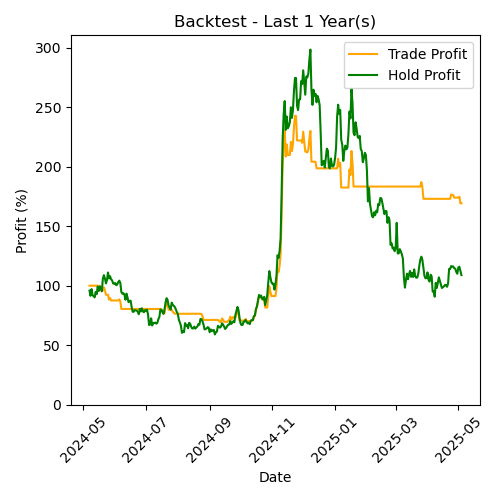 Backtest - Last 1 Year(s)
Trade Profit
Hold Profit
Profit (%)
300
250
200
150
100
50
0
2024-05
2024-07
2024-09
2024-11
2025-01
2025-03
2025-05
Date